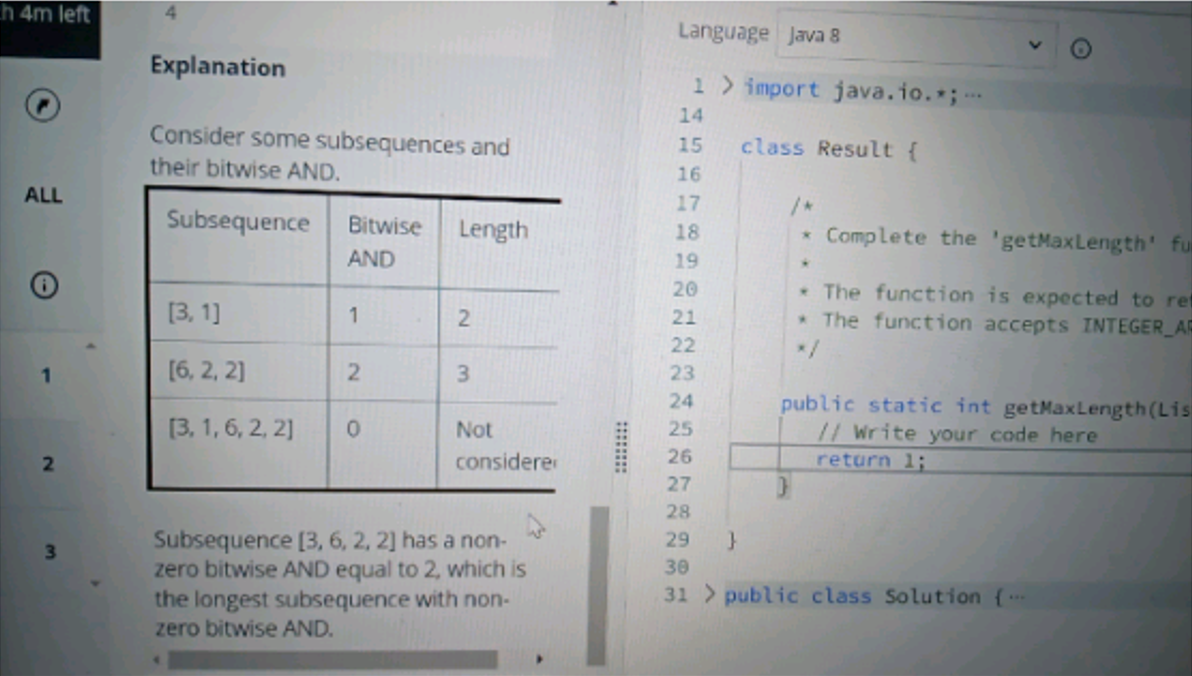 h 4m left
4
Explanation
Consider some subsequences and
their bitwise AND.
Subsequence Bitwise AND Length
[3, 1] 1 2
[6, 2, 2] 2 3
[3, 1, 6, 2, 2] 0 Not considere
Subsequence [3, 6, 2, 2] has a non-
zero bitwise AND equal to 2, which is
the longest subsequence with non-
zero bitwise AND.
ALL
1
2
3
Language Java 8
1 > import java.io.*; ...
14
15 class Result {
16
17 /*
18 * Complete the 'getMaxLength' fu
19 *
20 * The function is expected to re
21 * The function accepts INTEGER_AR
22 */
23
24 public static int getMaxLength(Lis
25 // Write your code here
26 return 1;
27 }
28
29 }
30
31 > public class Solution { ...